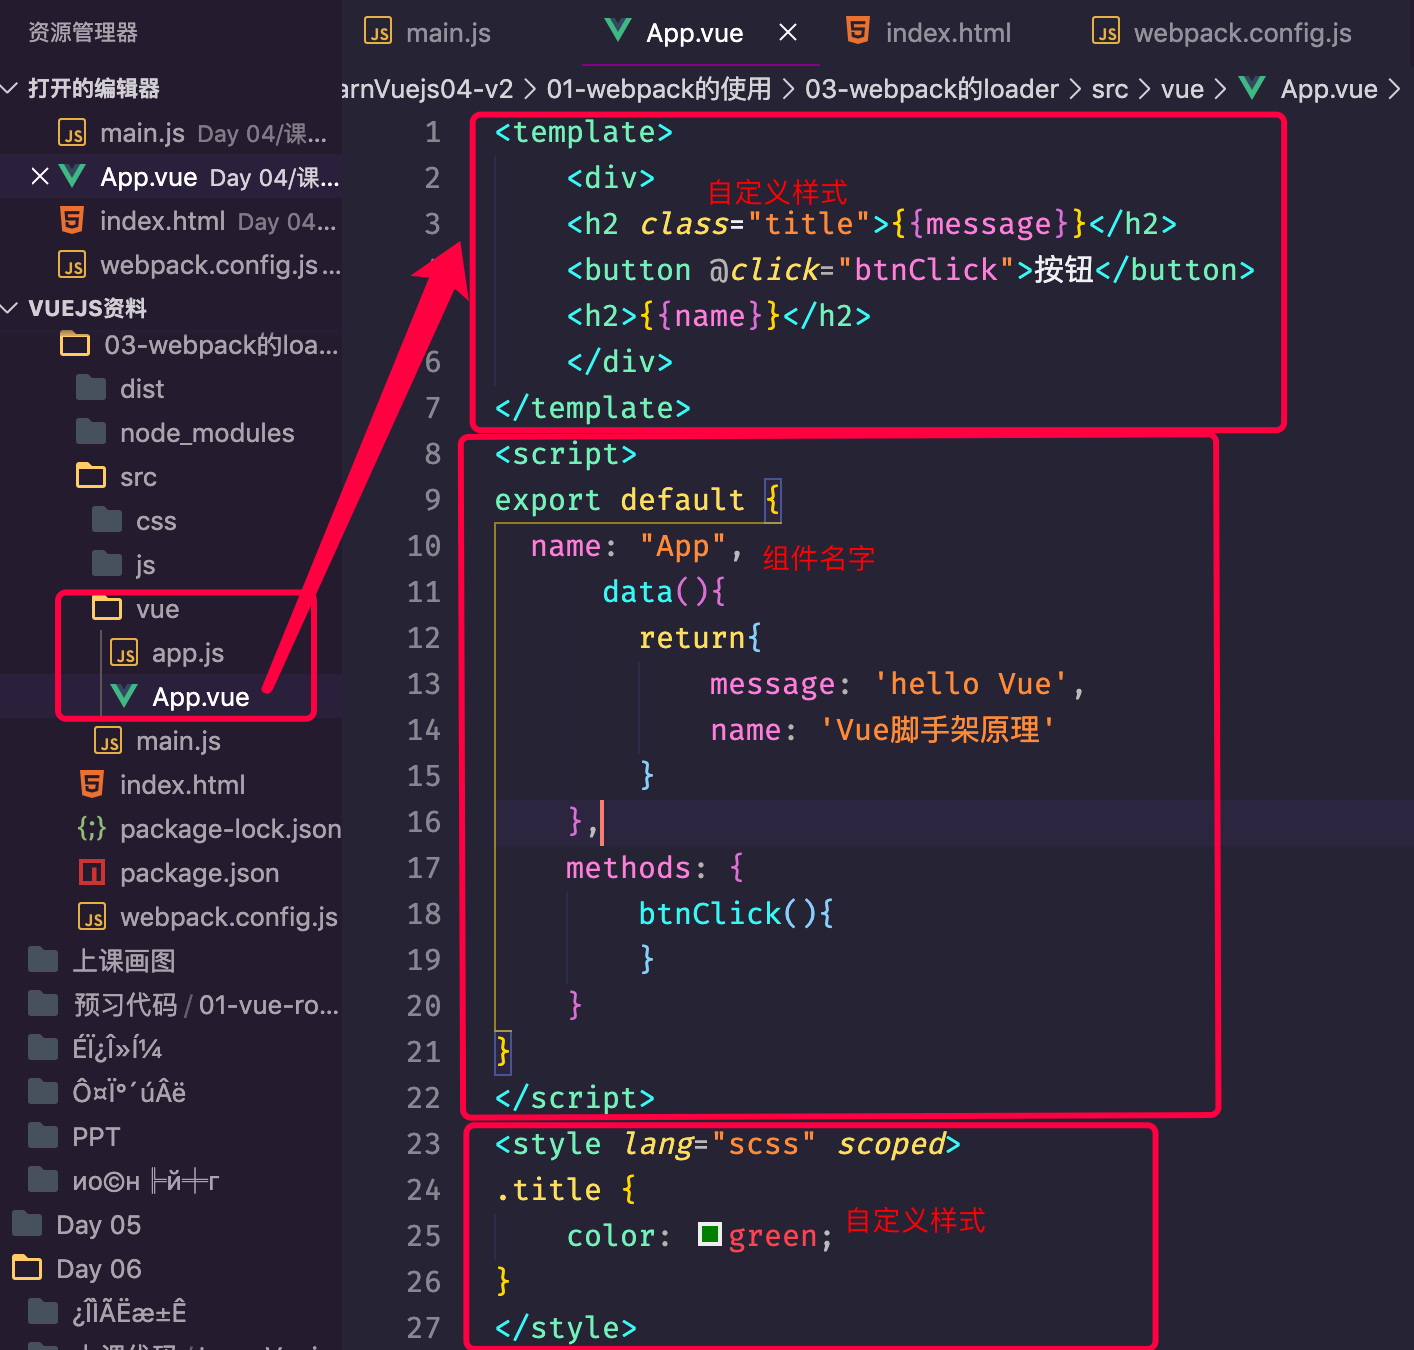 资源管理器
打开的编辑器
main.js Day 04/课...
App.vue Day 04/课...
index.html Day 04...
webpack.config.js...
VUEJS资料
03-webpack的loa...
dist
node_modules
src
css
js
vue
app.js
App.vue
main.js
index.html
package-lock.json
package.json
webpack.config.js
上课画图
预习代码 / 01-vue-ro...
ÉÏ¿Î»Í¼
Ô¤Ï°´úÂë
PPT
ио©н╠й╪г
Day 05
Day 06
¿ÎÌÃËæ±Ê
main.js
App.vue
index.html
webpack.config.js
arnVuejs04-v2 > 01-webpack的使用 > 03-webpack的loader > src > vue > App.vue >
1 <template>
2 <div>
自定义样式
3 <h2 class="title">{{message}}</h2>
<button @click="btnClick">按钮</button>
<h2>{{name}}</h2>
6 </div>
7 </template>
8 <script>
9 export default {
10 name: "App", 组件名字
11 data(){
12 return{
13 message: 'hello Vue',
14 name: 'Vue脚手架原理'
15 }
16 },
17 methods: {
18 btnClick(){
19 }
20 }
21 }
22 </script>
23 <style lang="scss" scoped>
24 .title {
25 color: green; 自定义样式
26 }
27 </style>